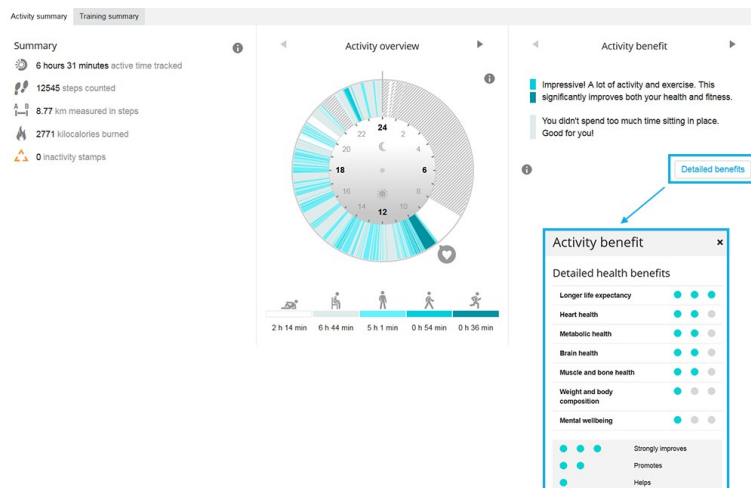 Activity summary
Training summary
Summary
6 hours 31 minutes active time tracked
12545 steps counted
A B
8.77 km measured in steps
2771 kilocalories burned
0 inactivity stamps
Activity overview
24
22
2
20
4
18
6
16
8
14
10
12
2 h 14 min
6 h 44 min
5 h 1 min
0 h 54 min
0 h 36 min
Activity benefit
Impressive! A lot of activity and exercise. This
significantly improves both your health and fitness.
You didn't spend too much time sitting in place.
Good for you!
Detailed benefits
Activity benefit
×
Detailed health benefits
Longer life expectancy
Heart health
Metabolic health
Brain health
Muscle and bone health
Weight and body
composition
Mental wellbeing
Strongly improves
Promotes
Helps